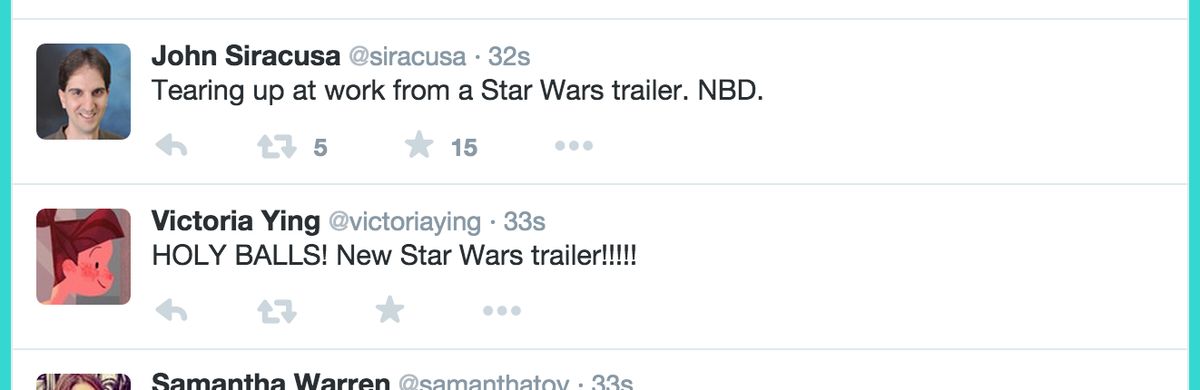 John Siracusa @siracusa · 32s
Tearing up at work from a Star Wars trailer. NBD.
5 15
Victoria Ying @victoriaying · 33s
HOLY BALLS! New Star Wars trailer!!!!!
Samantha Warren @samanthatoy · 33s